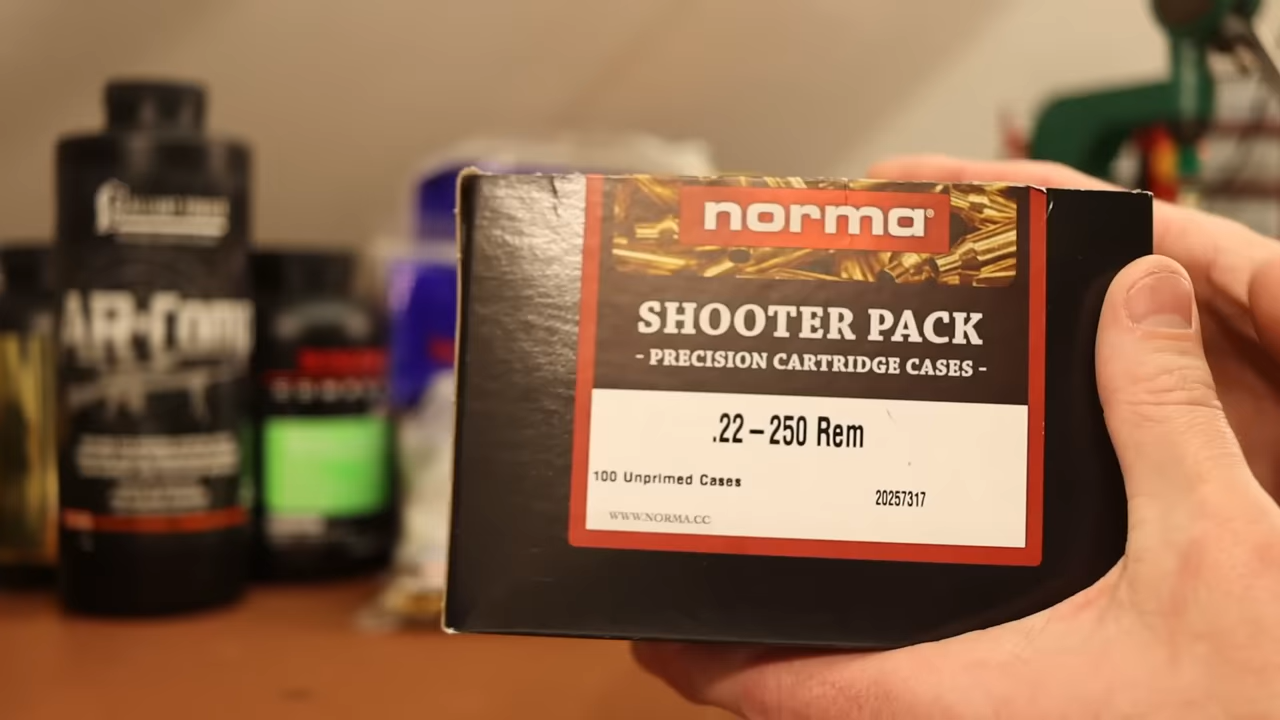 norma®
SHOOTER PACK
- PRECISION CARTRIDGE CASES -
.22-250 Rem
100 Unprimed Cases
20257317
WWW.NORMA.CC
AR-Comp